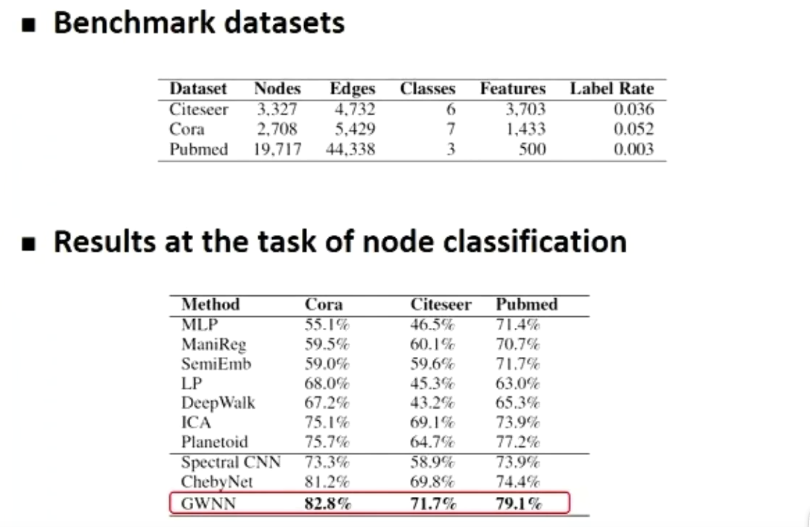 ▪ Benchmark datasets
Dataset Nodes Edges Classes Features Label Rate
Citeseer 3,327 4,732 6 3,703 0.036
Cora 2,708 5,429 7 1,433 0.052
Pubmed 19,717 44,338 3 500 0.003
▪ Results at the task of node classification
Method Cora Citeseer Pubmed
MLP 55.1% 46.5% 71.4%
ManiReg 59.5% 60.1% 70.7%
SemiEmb 59.0% 59.6% 71.7%
LP 68.0% 45.3% 63.0%
DeepWalk 67.2% 43.2% 65.3%
ICA 75.1% 69.1% 73.9%
Planetoid 75.7% 64.7% 77.2%
Spectral CNN 73.3% 58.9% 73.9%
ChebyNet 81.2% 69.8% 74.4%
GWNN 82.8% 71.7% 79.1%